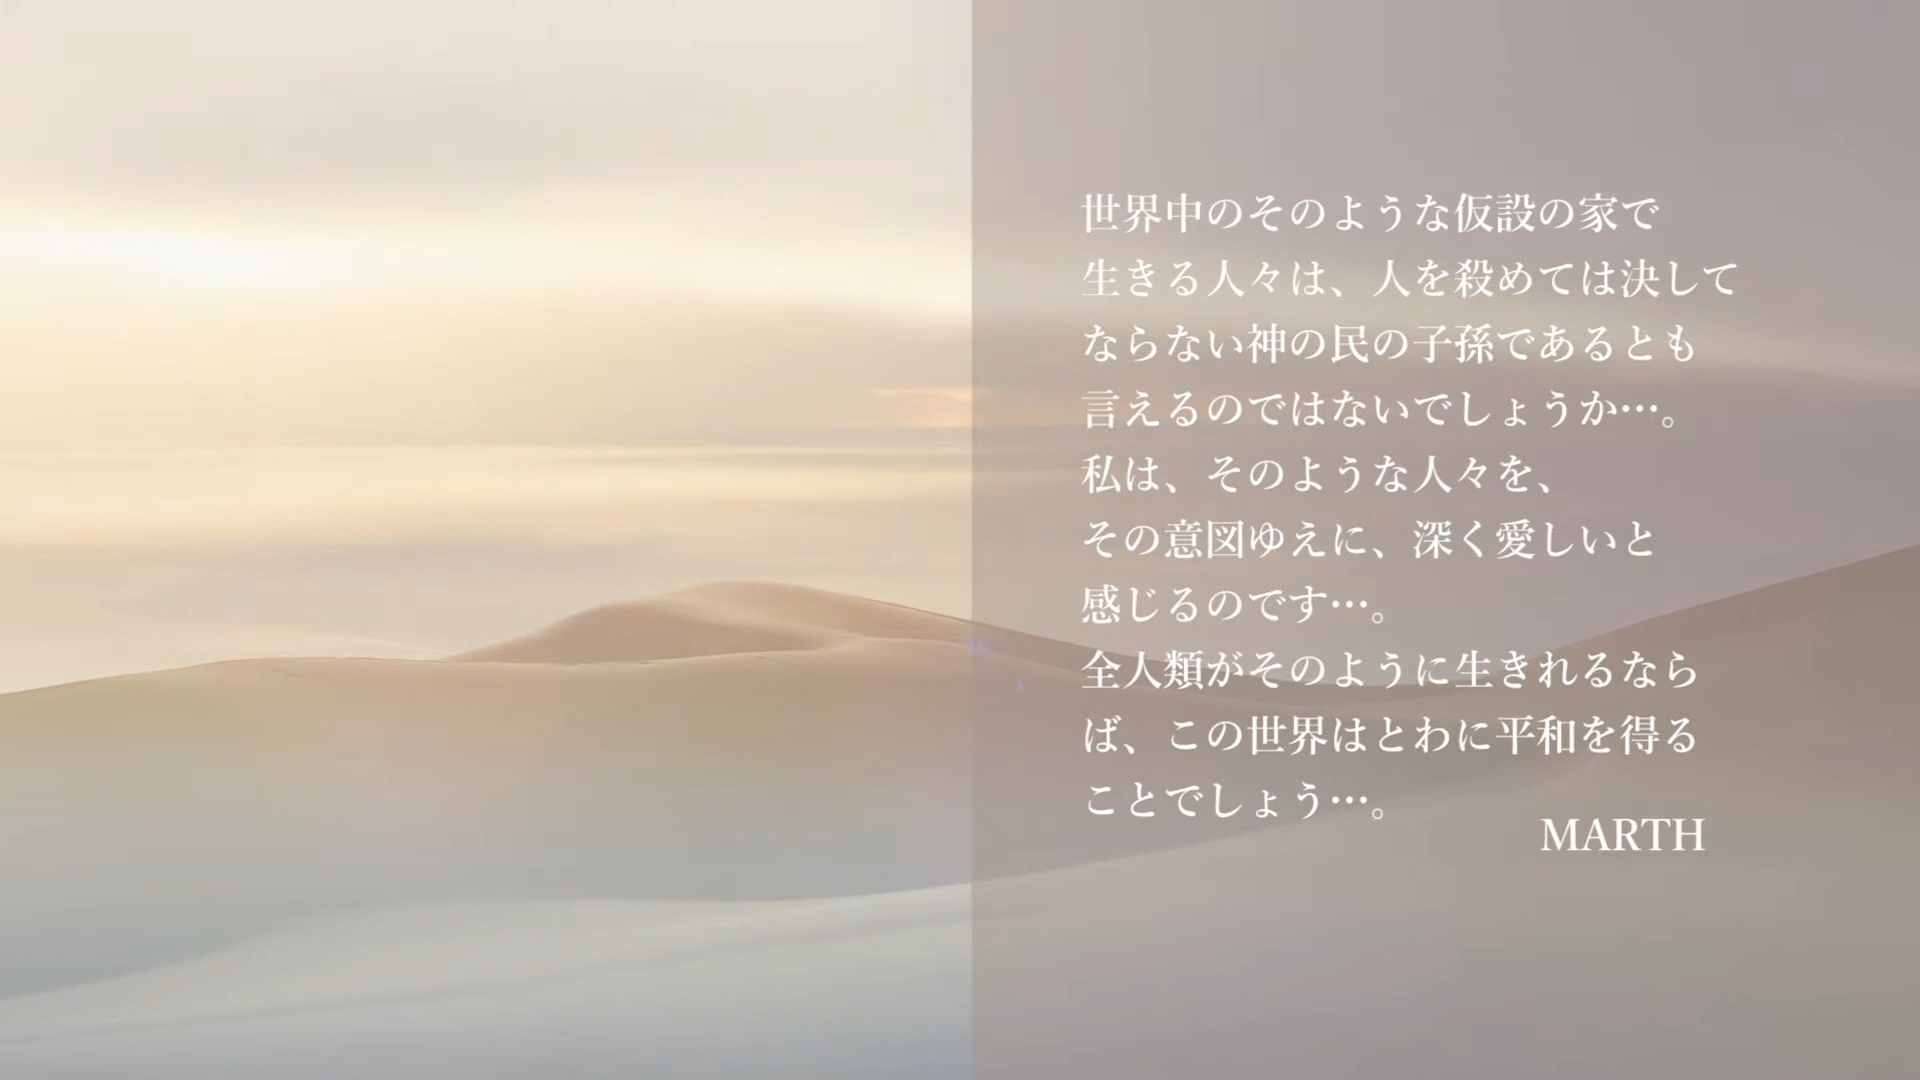 世界中のそのような仮設の家で
生きる人々は、人を殺めては決して
ならない神の民の子孫であるとも
言えるのではないでしょうか…。
私は、そのような人々を、
その意図ゆえに、深く愛しいと
感じるのです…。
全人類がそのように生きれるなら
ば、この世界はとわに平和を得る
ことでしょう…。
MARTH